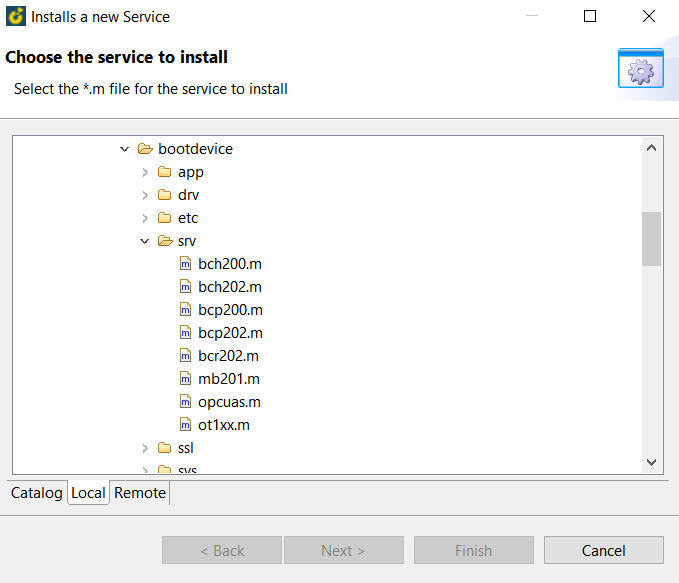 Installs a new Service
Choose the service to install
Select the *.m file for the service to install
bootdevice
app
drv
etc
srv
bch200.m
bch202.m
bcp200.m
bcp202.m
bcr202.m
mb201.m
opcuas.m
ot1xx.m
ssl
sys
Catalog Local Remote
< Back Next > Finish Cancel